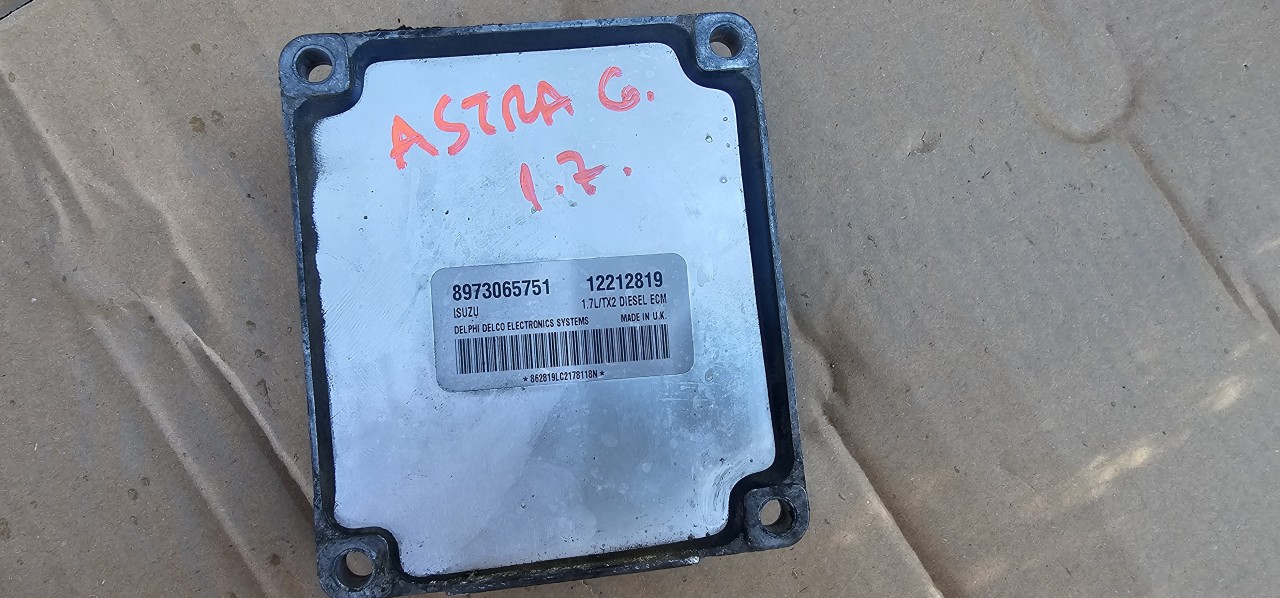 ASTRA G.
1.7.
8973065751 12212819
ISUZU 1.7L/TX2 DIESEL ECM
DELPHI DELCO ELECTRONICS SYSTEMS MADE IN U.K.
*862819LC2178118N*